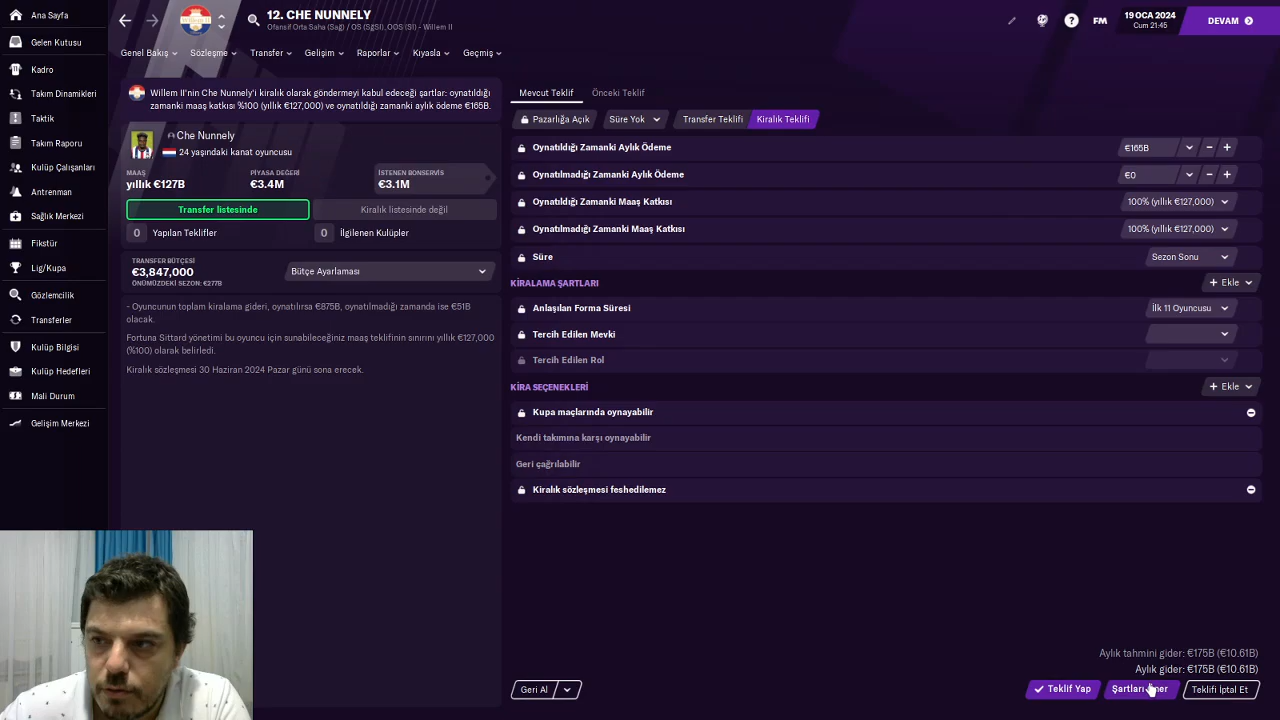 Ana Sayfa
Gelen Kutusu
Kadro
Takım Dinamikleri
Taktik
Takım Raporu
Kulüp Çalışanları
Antrenman
Sağlık Merkezi
Fikstür
Lig/Kupa
Gözlemcilik
Transferler
Kulüp Bilgisi
Kulüp Hedefleri
Mali Durum
Gelişim Merkezi
12. CHE NUNNELY
Ofansif Orta Saha (Sağ) / OS (SğSl), OOS (Sl) - Willem II
FM
19 OCA 2024
Cum 21:45
DEVAM
Genel Bakış
Sözleşme
Transfer
Gelişim
Raporlar
Kıyasla
Geçmiş
Willem II'nin Che Nunnely'i kiralık olarak göndermeyi kabul edeceği şartlar: oynatıldığı
zamanki maaş katkısı %100 (yıllık €127,000) ve oynatıldığı zamanki aylık ödeme €165B.
Che Nunnely
24 yaşındaki kanat oyuncusu
MAAŞ
yıllık €127B
PİYASA DEĞERİ
€3.4M
İSTENEN BONSERVİS
€3.1M
Transfer listesinde
Kiralık listesinde değil
0 Yapılan Teklifler
0 İlgilenen Kulüpler
TRANSFER BÜTÇESİ
€3,847,000
ÖNÜMÜZDEKİ SEZON: €277B
Bütçe Ayarlaması
- Oyuncunun toplam kiralama gideri, oynatılırsa €875B, oynatılmadığı zamanda ise €51B
olacak.
Fortuna Sittard yönetimi bu oyuncu için sunabileceğiniz maaş teklifinin sınırını yıllık €127,000
(%100) olarak belirledi.
Kiralık sözleşmesi 30 Haziran 2024 Pazar günü sona erecek.
Mevcut Teklif
Önceki Teklif
Pazarlığa Açık
Süre Yok
Transfer Teklifi
Kiralık Teklifi
Oynatıldığı Zamanki Aylık Ödeme €165B
Oynatılmadığı Zamanki Aylık Ödeme €0
Oynatıldığı Zamanki Maaş Katkısı 100% (yıllık €127,000)
Oynatılmadığı Zamanki Maaş Katkısı 100% (yıllık €127,000)
Süre Sezon Sonu
KİRALAMA ŞARTLARI + Ekle
Anlaşılan Forma Süresi İlk 11 Oyuncusu
Tercih Edilen Mevki
Tercih Edilen Rol
KİRA SEÇENEKLERİ + Ekle
Kupa maçlarında oynayabilir
Kendi takımına karşı oynayabilir
Geri çağrılabilir
Kiralık sözleşmesi feshedilemez
Aylık tahmini gider: €175B (€10.61B)
Aylık gider: €175B (€10.61B)
Geri Al
Teklif Yap
Şartları
Teklifi İptal Et